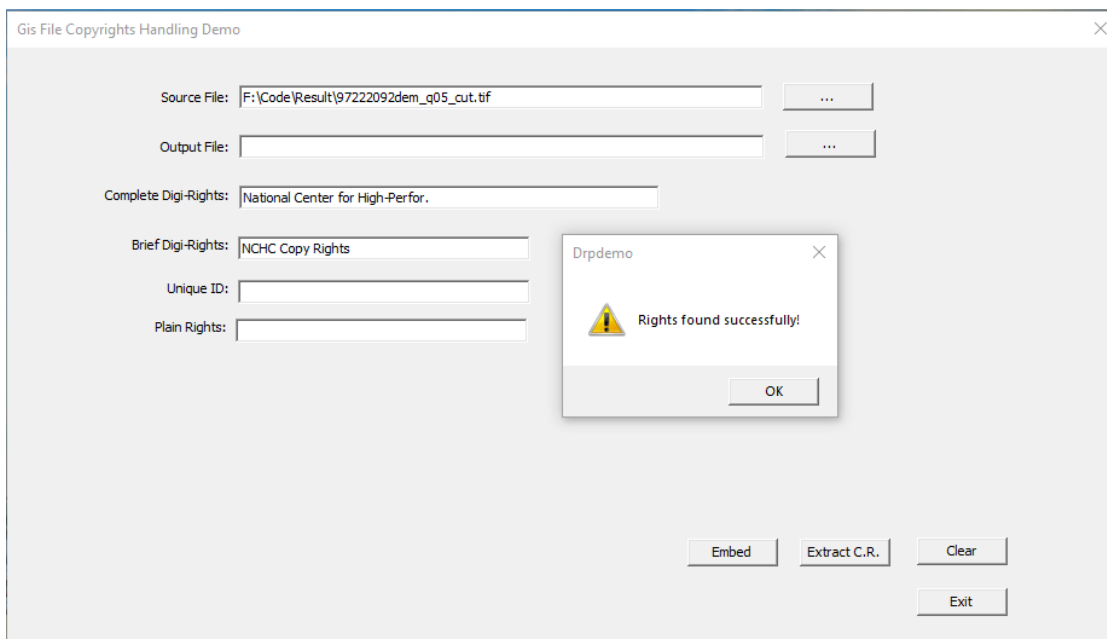 Gis File Copyrights Handling Demo
Source File: F:\Code\Result\97222092dem_q05_cut.tif ...
Output File: ...
Complete Digi-Rights: National Center for High-Perfor.
Brief Digi-Rights: NCHC Copy Rights
Unique ID:
Plain Rights:
Drpdemo
Rights found successfully!
OK
Embed Extract C.R. Clear
Exit